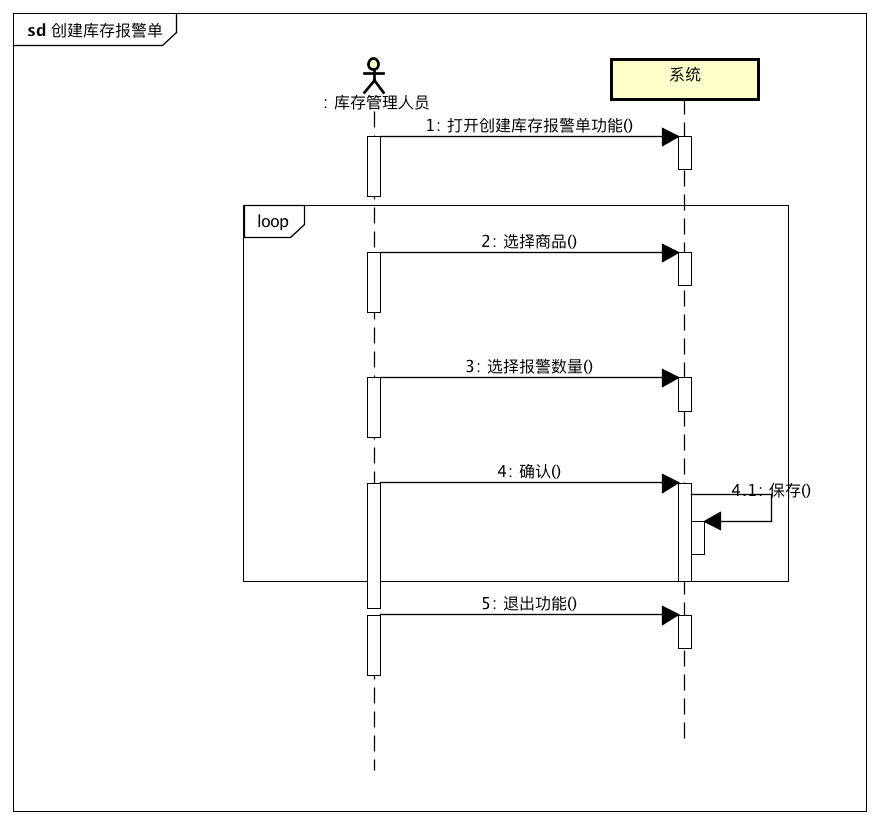 sd 创建库存报警单
: 库存管理人员
系统
1: 打开创建库存报警单功能()
loop
2: 选择商品()
3: 选择报警数量()
4: 确认()
4.1: 保存()
5: 退出功能()